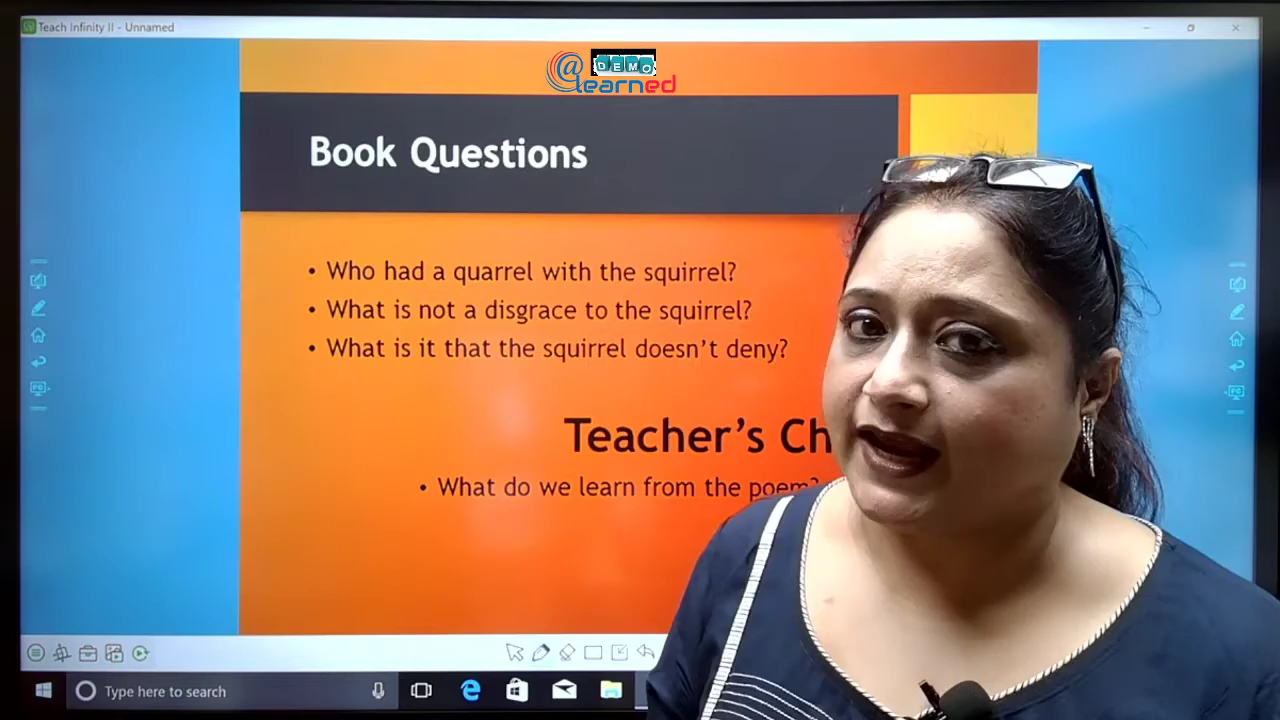 Teach Infinity II - Unnamed
DEMO
@learned
Book Questions
• Who had a quarrel with the squirrel?
• What is not a disgrace to the squirrel?
• What is it that the squirrel doesn't deny?
Teacher's Ch
• What do we learn from the poem?
Type here to search